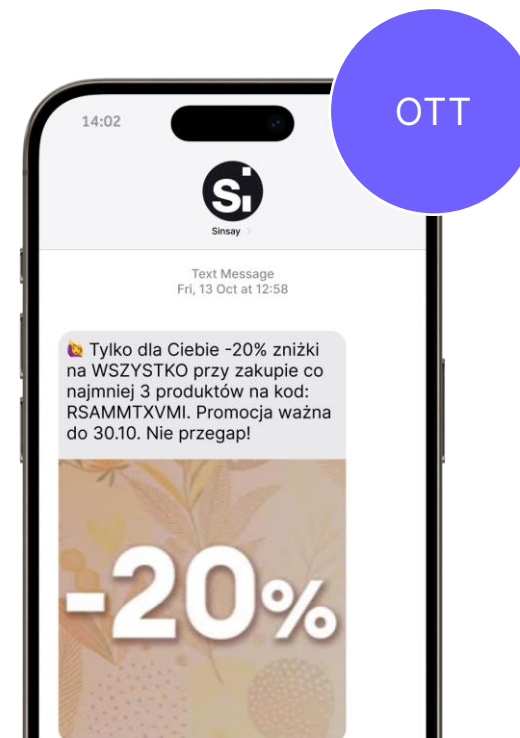 OTT
14:02
Si
Sinsay
Text Message
Fri, 13 Oct at 12:58
🙋 Tylko dla Ciebie -20% zniżki
na WSZYSTKO przy zakupie co
najmniej 3 produktów na kod:
RSAMMTXVMI. Promocja ważna
do 30.10. Nie przegap!
-20%